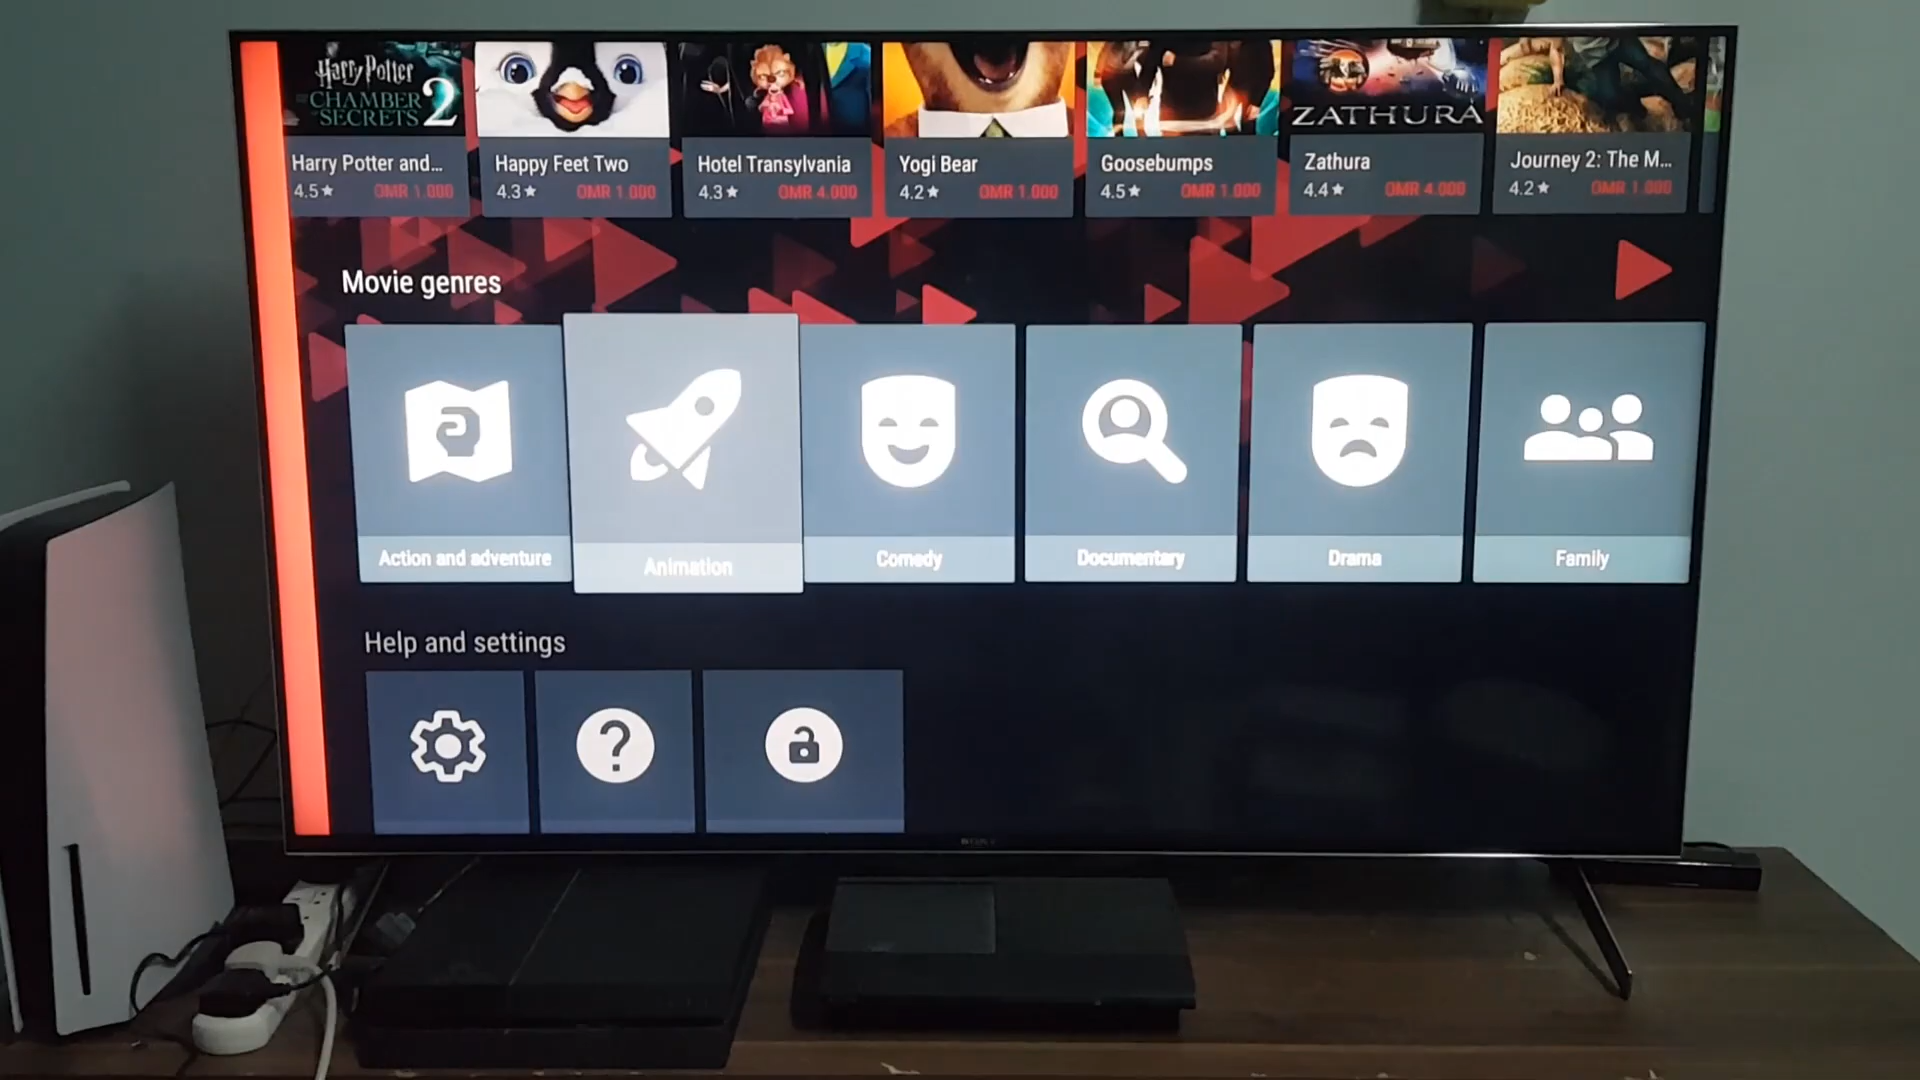 Harry Potter
CHAMBER
OF
SECRETS 2
ZATHURA
Harry Potter and...
4.5★ OMR 1.000
Happy Feet Two
4.3★ OMR 1.000
Hotel Transylvania
4.3★ OMR 4.000
Yogi Bear
4.2★ OMR 1.000
Goosebumps
4.5★ OMR 1.000
Zathura
4.4★ OMR 4.000
Journey 2: The M...
4.2★ OMR 1.000
Movie genres
Action and adventure
Animation
Comedy
Documentary
Drama
Family
Help and settings
?
SONY